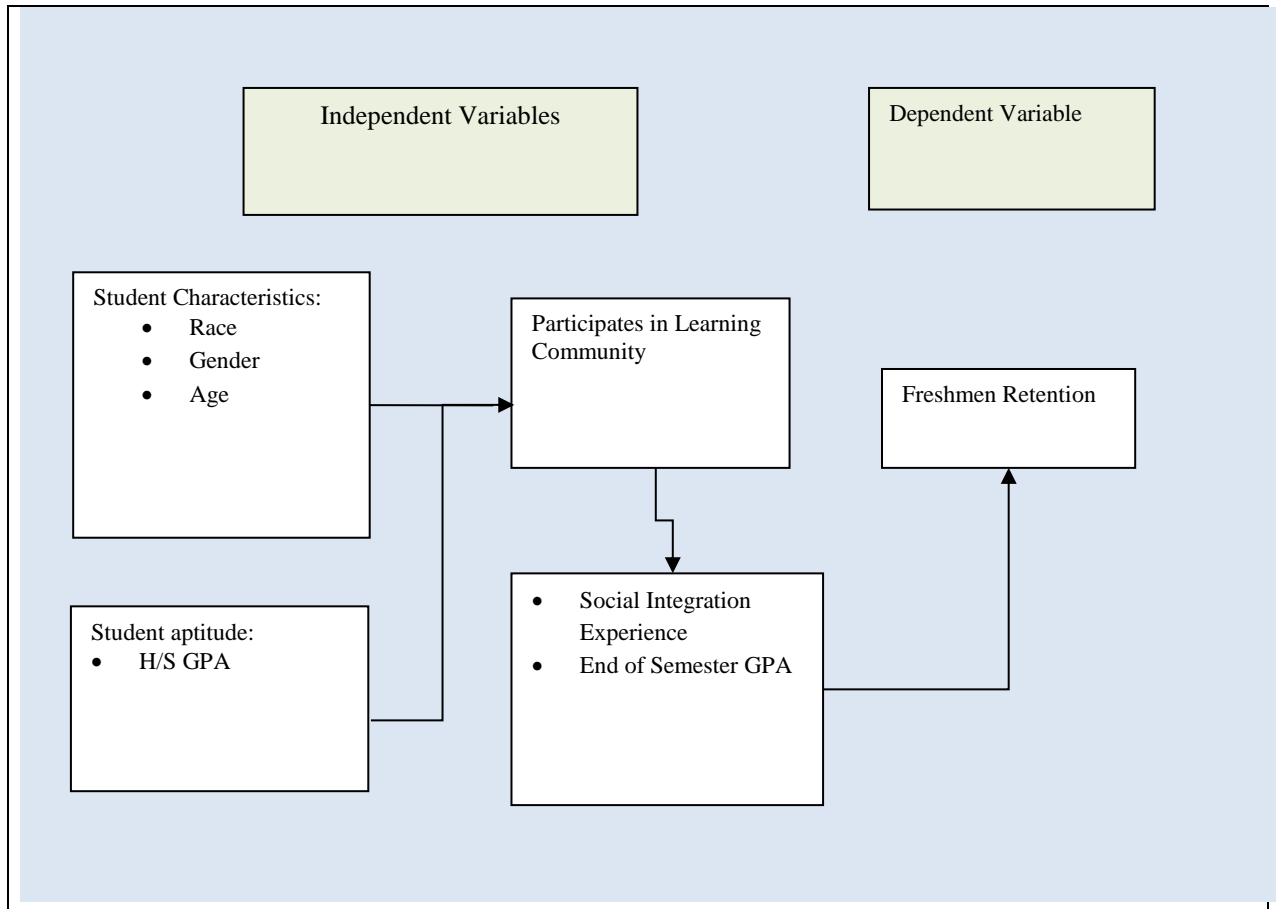 Independent Variables
Dependent Variable
Student Characteristics:
• Race
• Gender
• Age
Participates in Learning
Community
Freshmen Retention
Student aptitude:
• H/S GPA
• Social Integration
Experience
• End of Semester GPA